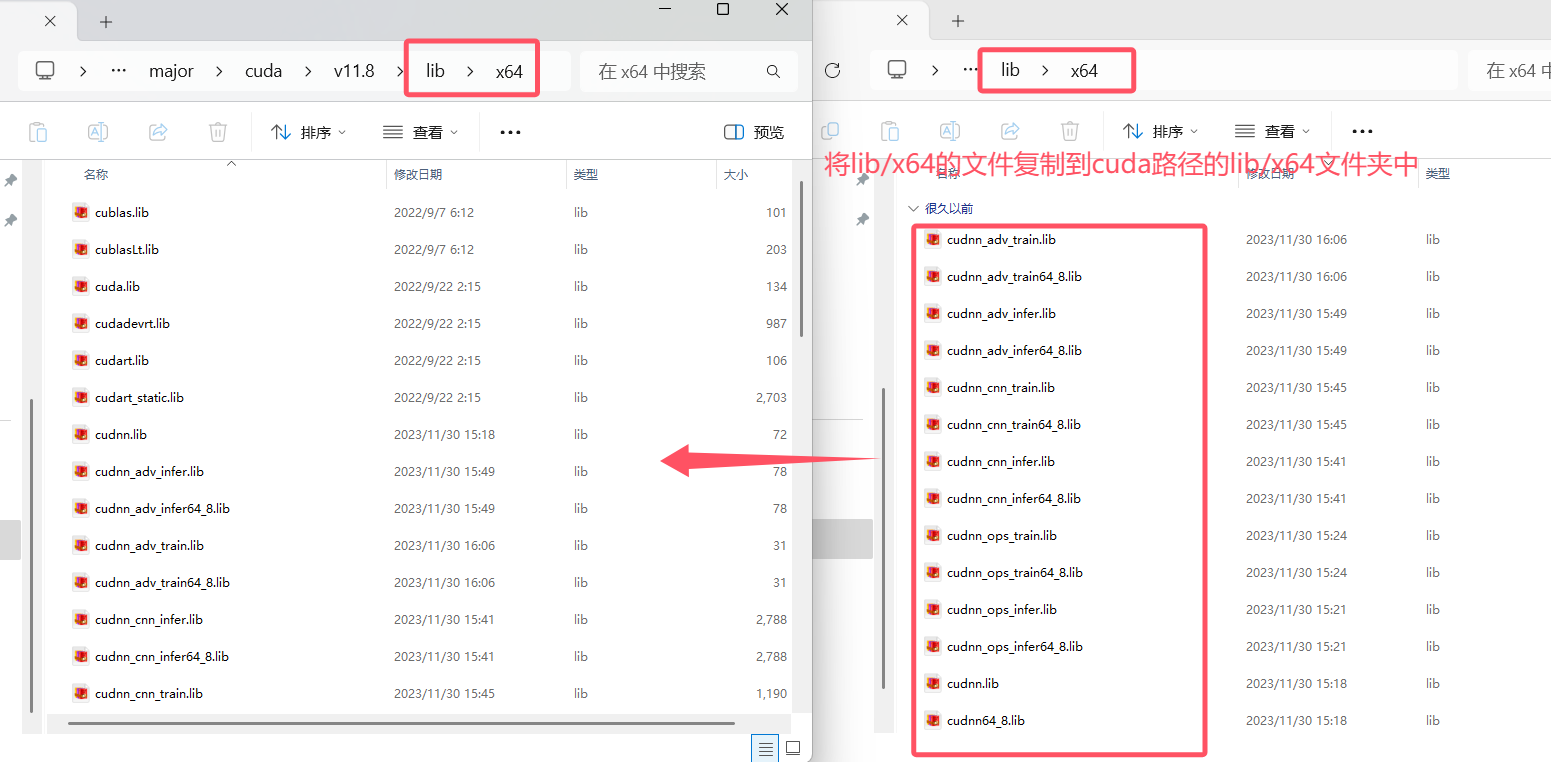 major cuda v11.8 lib x64
在 x64 中搜索
排序 查看 预览
名称 修改日期 类型 大小
cublas.lib 2022/9/7 6:12 lib 101
cublasLt.lib 2022/9/7 6:12 lib 203
cuda.lib 2022/9/22 2:15 lib 134
cudadevrt.lib 2022/9/22 2:15 lib 987
cudart.lib 2022/9/22 2:15 lib 106
cudart_static.lib 2022/9/22 2:15 lib 2,703
cudnn.lib 2023/11/30 15:18 lib 72
cudnn_adv_infer.lib 2023/11/30 15:49 lib 78
cudnn_adv_infer64_8.lib 2023/11/30 15:49 lib 78
cudnn_adv_train.lib 2023/11/30 16:06 lib 31
cudnn_adv_train64_8.lib 2023/11/30 16:06 lib 31
cudnn_cnn_infer.lib 2023/11/30 15:41 lib 2,788
cudnn_cnn_infer64_8.lib 2023/11/30 15:41 lib 2,788
cudnn_cnn_train.lib 2023/11/30 15:45 lib 1,190
lib x64
在 x64 中
排序 查看
将lib/x64的文件复制到cuda路径的lib/x64文件夹中
名称 修改日期 类型
很久以前
cudnn_adv_train.lib 2023/11/30 16:06 lib
cudnn_adv_train64_8.lib 2023/11/30 16:06 lib
cudnn_adv_infer.lib 2023/11/30 15:49 lib
cudnn_adv_infer64_8.lib 2023/11/30 15:49 lib
cudnn_cnn_train.lib 2023/11/30 15:45 lib
cudnn_cnn_train64_8.lib 2023/11/30 15:45 lib
cudnn_cnn_infer.lib 2023/11/30 15:41 lib
cudnn_cnn_infer64_8.lib 2023/11/30 15:41 lib
cudnn_ops_train.lib 2023/11/30 15:24 lib
cudnn_ops_train64_8.lib 2023/11/30 15:24 lib
cudnn_ops_infer.lib 2023/11/30 15:21 lib
cudnn_ops_infer64_8.lib 2023/11/30 15:21 lib
cudnn.lib 2023/11/30 15:18 lib
cudnn64_8.lib 2023/11/30 15:18 lib